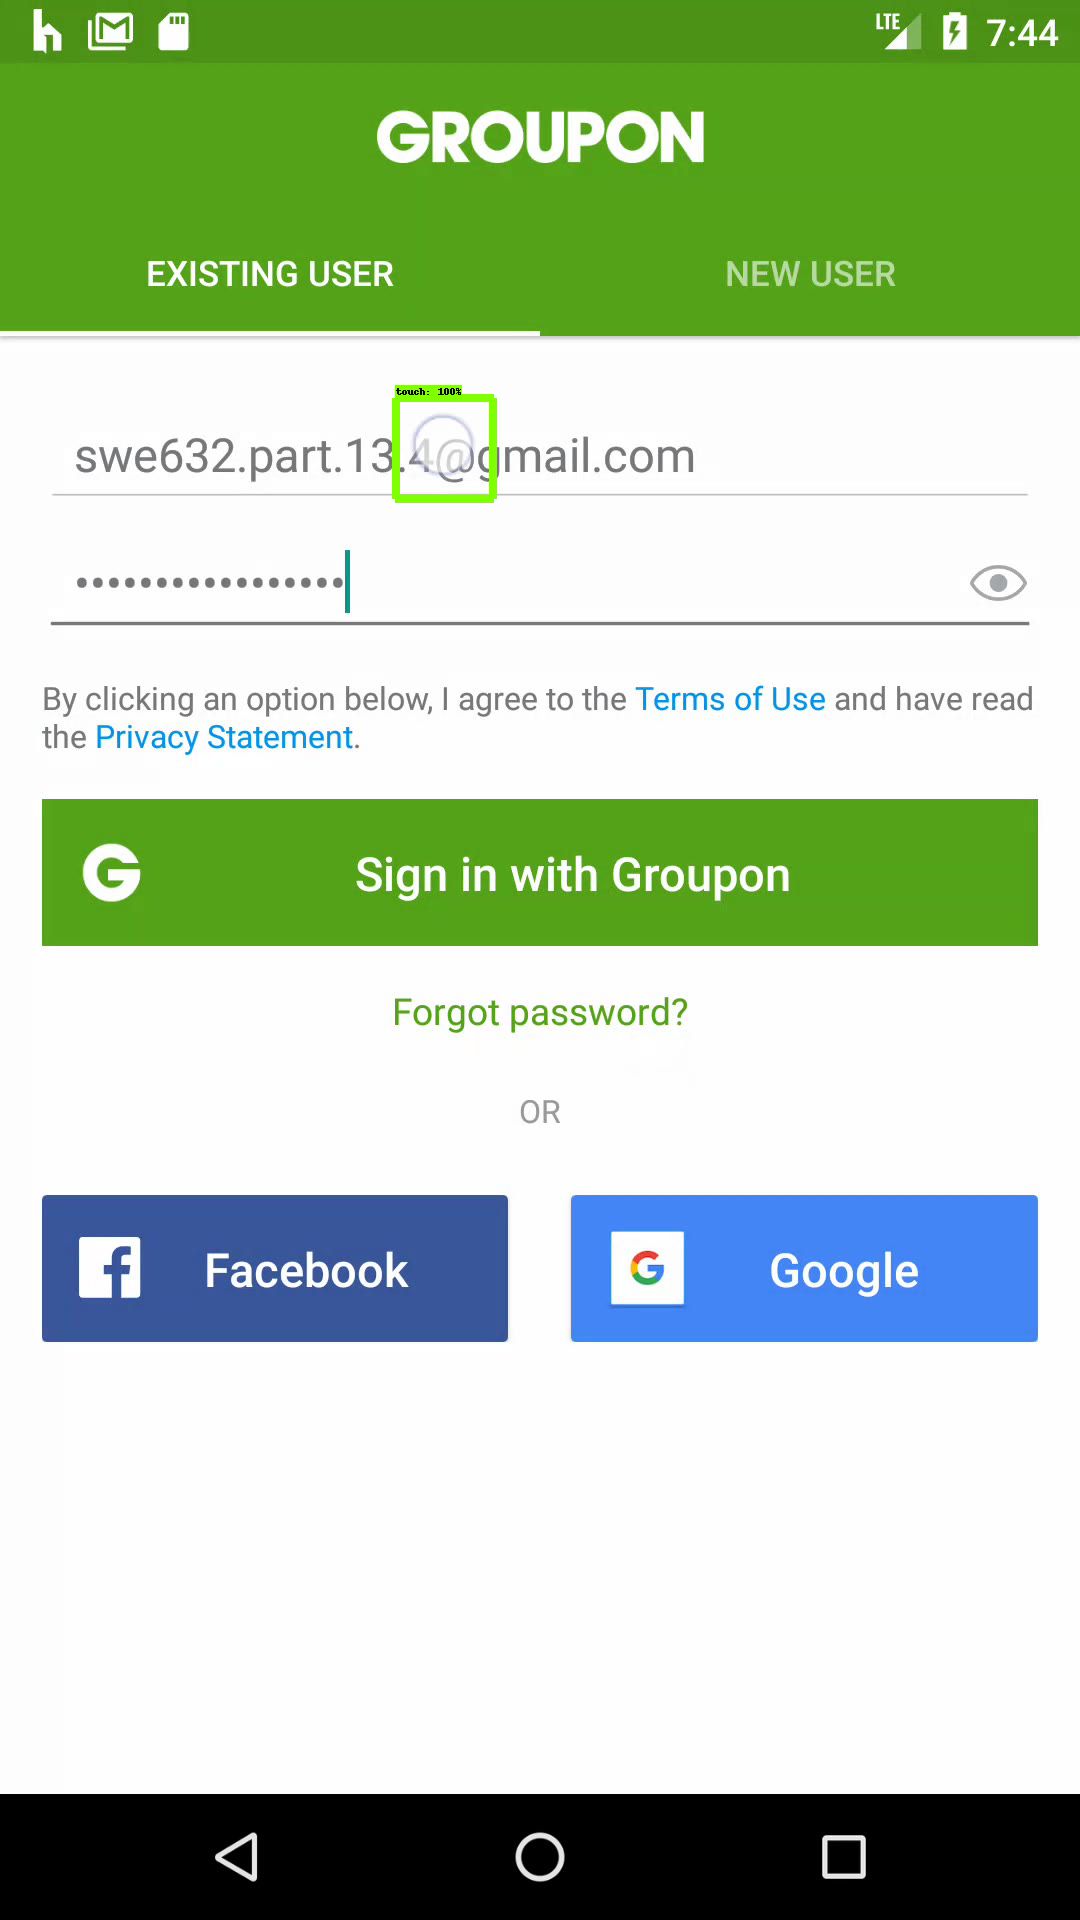 LTE 7:44
GROUPON
EXISTING USER NEW USER
touch: 100%
swe632.part.13.4@gmail.com
•••••••••••••••••
By clicking an option below, I agree to the Terms of Use and have read
the Privacy Statement.
Sign in with Groupon
Forgot password?
OR
Facebook Google